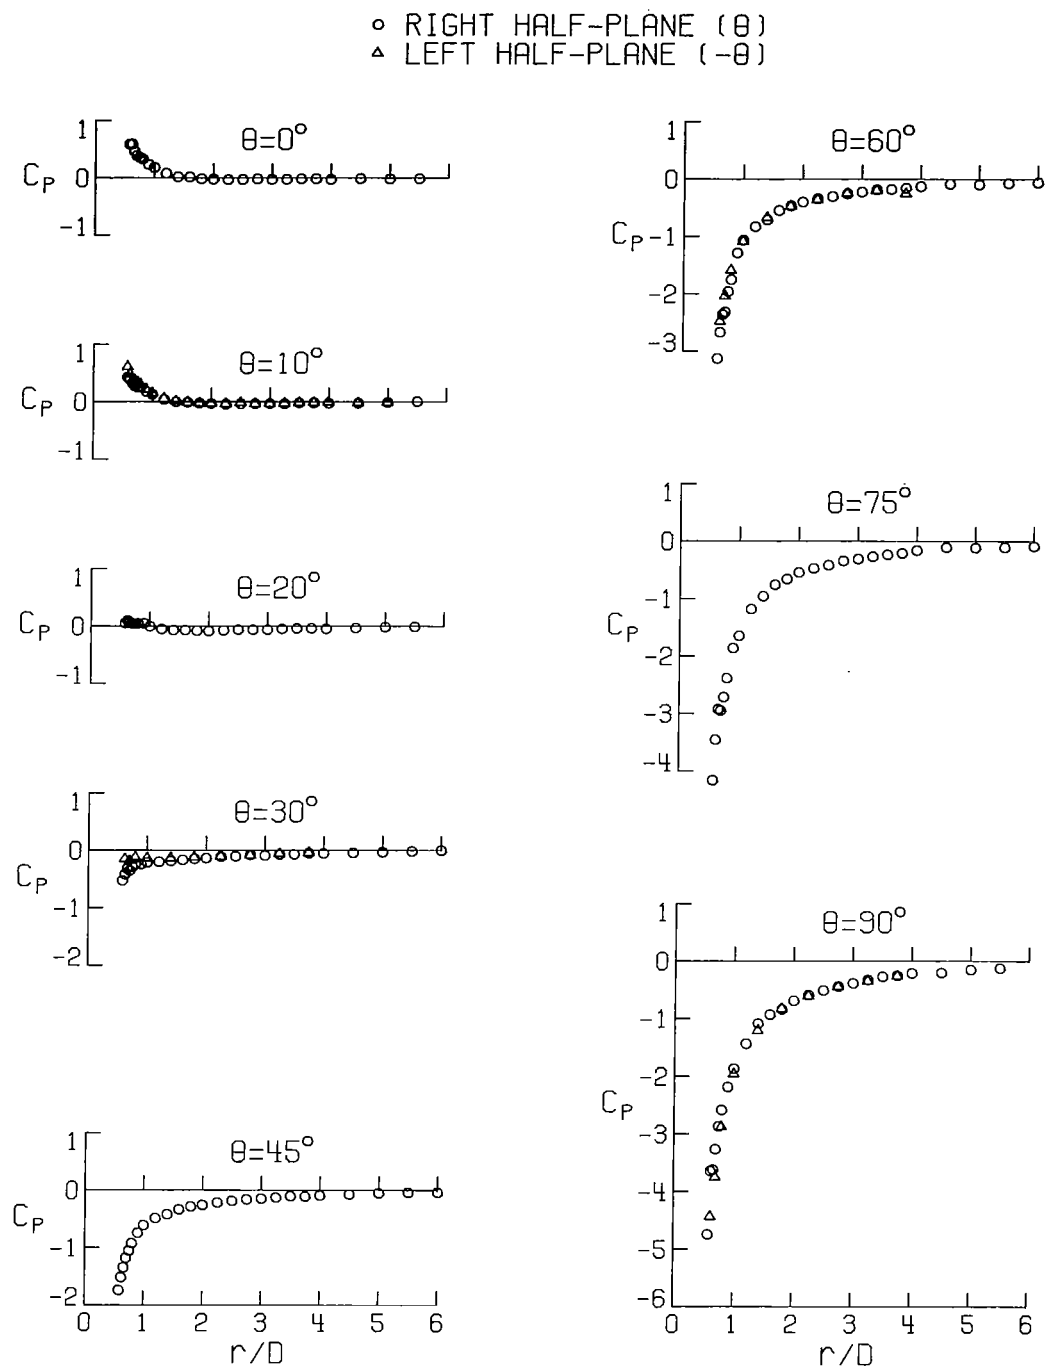 ○ RIGHT HALF-PLANE (θ)
△ LEFT HALF-PLANE (-θ)
θ=0°
1
Cp 0
-1
θ=10°
1
Cp 0
-1
θ=20°
1
Cp 0
-1
θ=30°
1
0
Cp
-1
-2
θ=45°
1
0
Cp
-1
-2
0 1 2 3 4 5 6
r/D
θ=60°
1
0
Cp -1
-2
-3
θ=75°
1
0
-1
Cp
-2
-3
-4
θ=90°
1
0
-1
-2
Cp
-3
-4
-5
-6
0 1 2 3 4 5 6
r/D